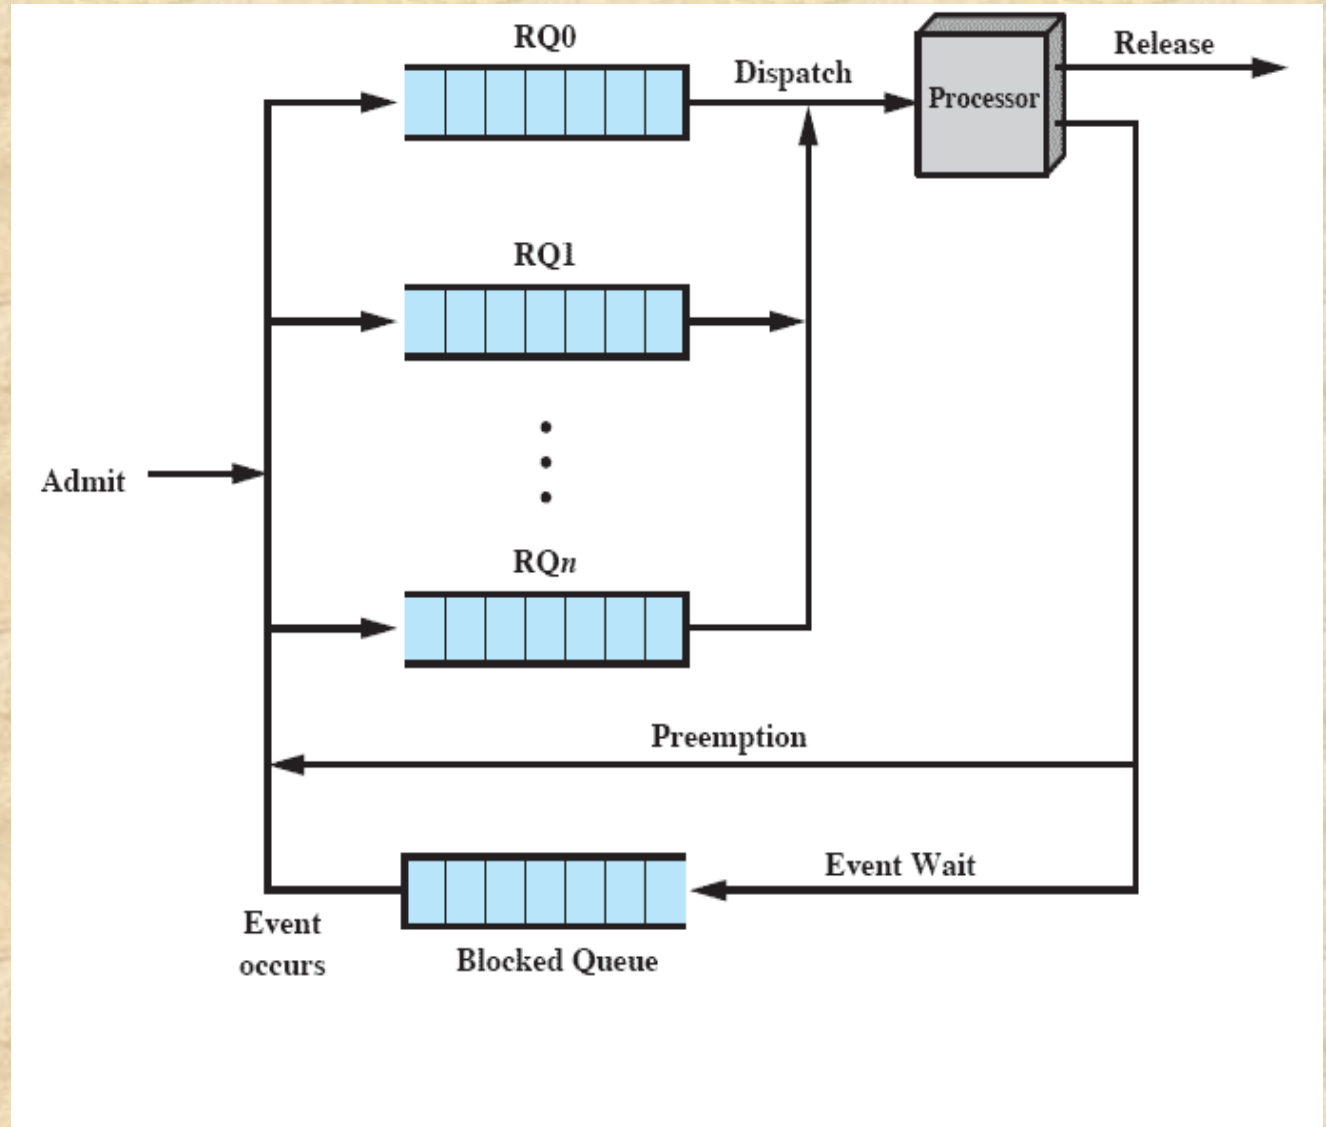 RQ0
Release
Dispatch
Processor
RQ1
Admit
RQn
Preemption
Event Wait
Event
occurs
Blocked Queue